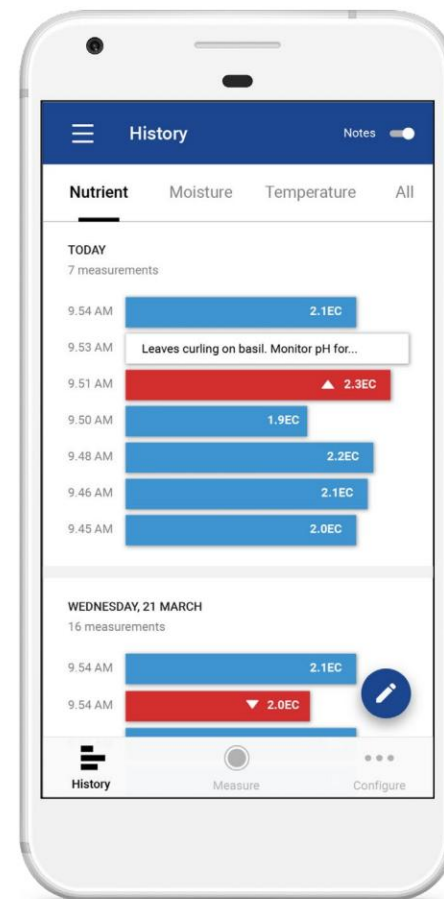 History
Notes
Nutrient Moisture Temperature All
TODAY
7 measurements
9.54 AM 2.1EC
9.53 AM Leaves curling on basil. Monitor pH for...
9.51 AM 2.3EC
9.50 AM 1.9EC
9.48 AM 2.2EC
9.46 AM 2.1EC
9.45 AM 2.0EC
WEDNESDAY, 21 MARCH
16 measurements
9.54 AM 2.1EC
9.54 AM 2.0EC
History Measure Configure